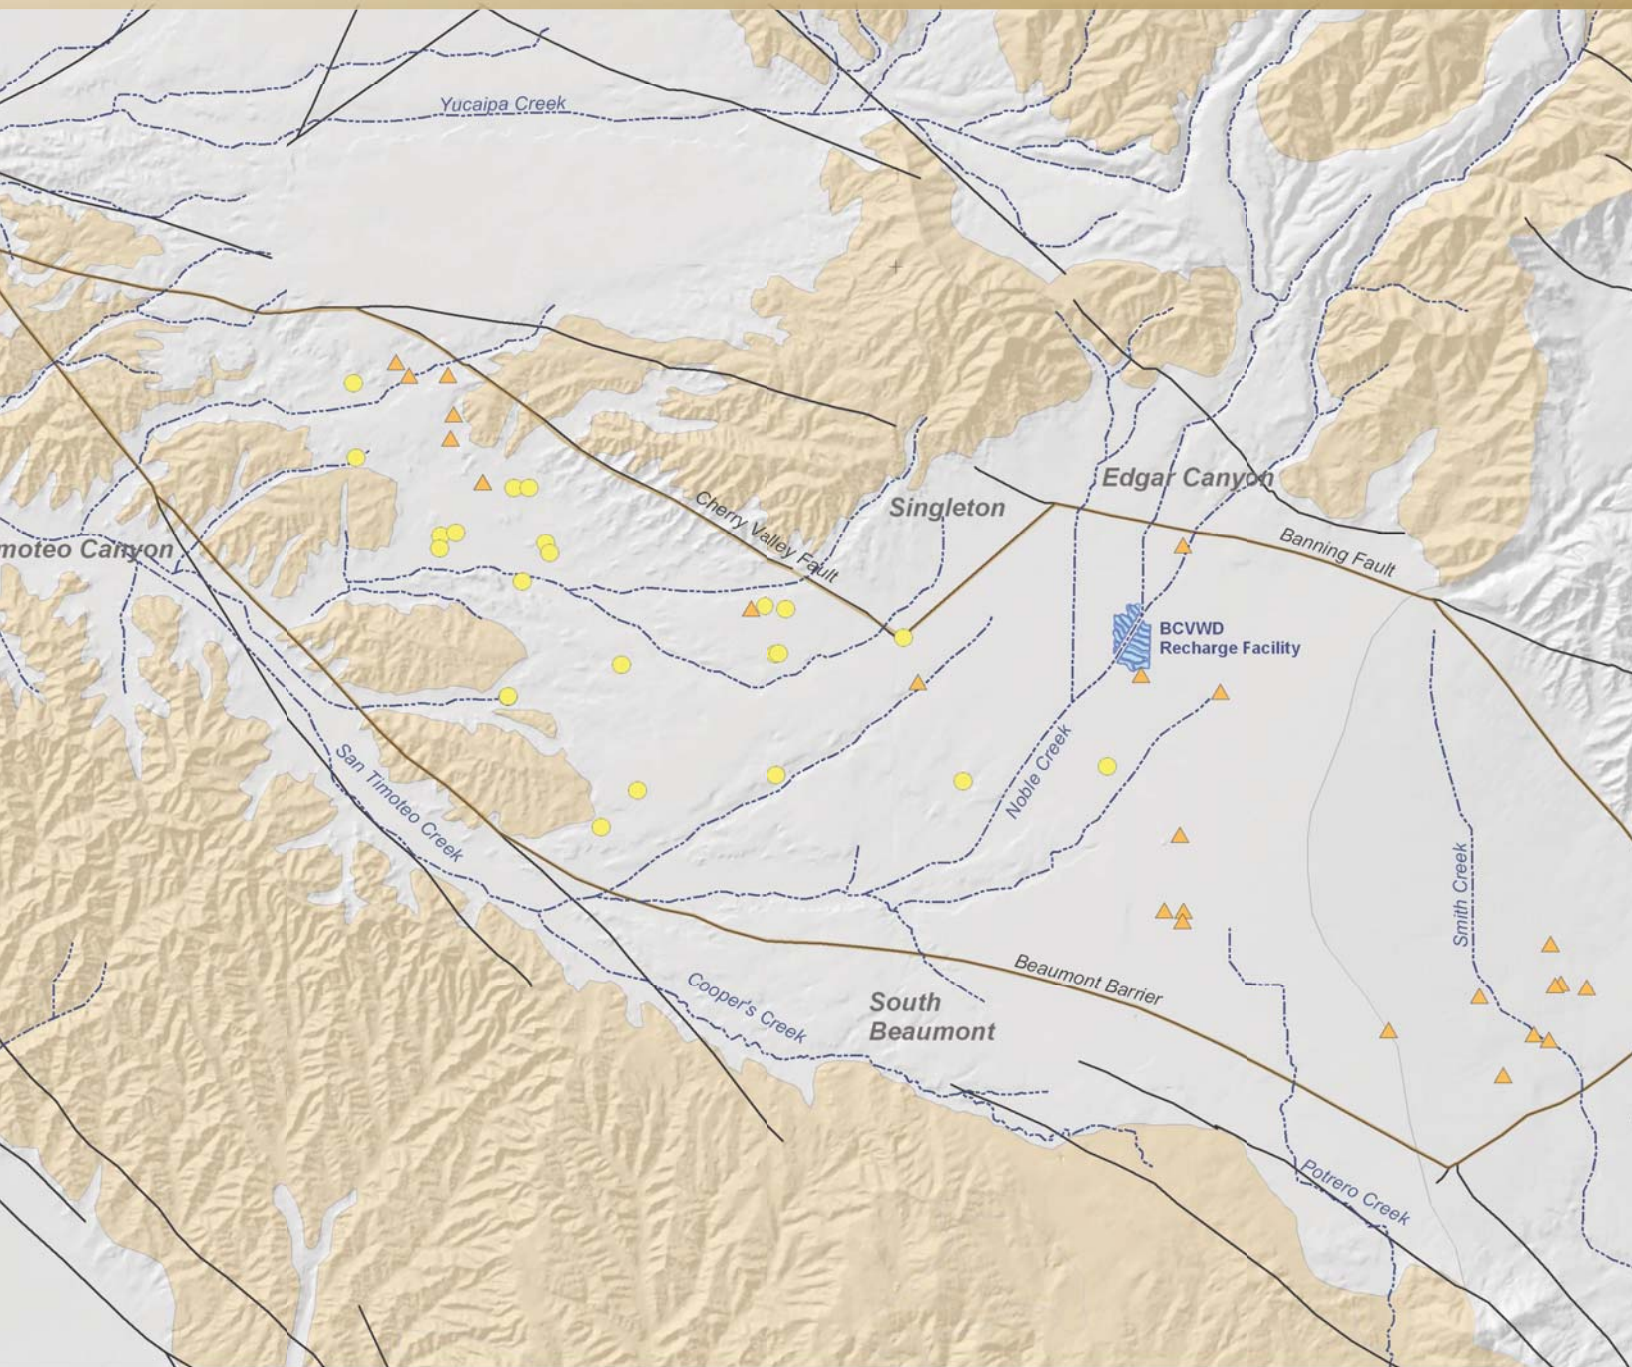 Yucaipa Creek
Edgar Canyon
Cherry Valley Fault
Singleton
moteo Canyon
Banning Fault
BCVWD
Recharge Facility
San Timoteo Creek
Noble Creek
Smith Creek
Beaumont Barrier
Cooper's Creek
South
Beaumont
Potrero Creek